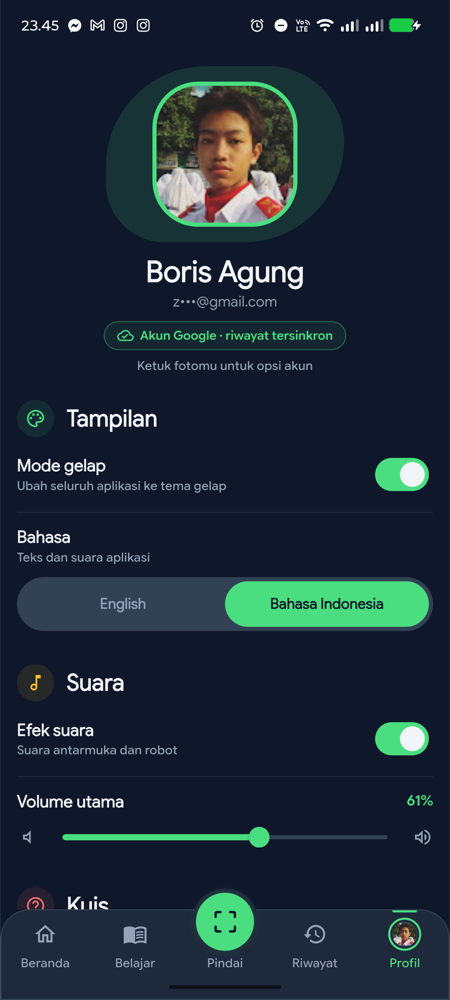 23.45
Vo))
LTE
Boris Agung
z•••@gmail.com
Akun Google · riwayat tersinkron
Ketuk fotomu untuk opsi akun
Tampilan
Mode gelap
Ubah seluruh aplikasi ke tema gelap
Bahasa
Teks dan suara aplikasi
English
Bahasa Indonesia
Suara
Efek suara
Suara antarmuka dan robot
Volume utama
61%
Kuis
Beranda
Belajar
Pindai
Riwayat
Profil